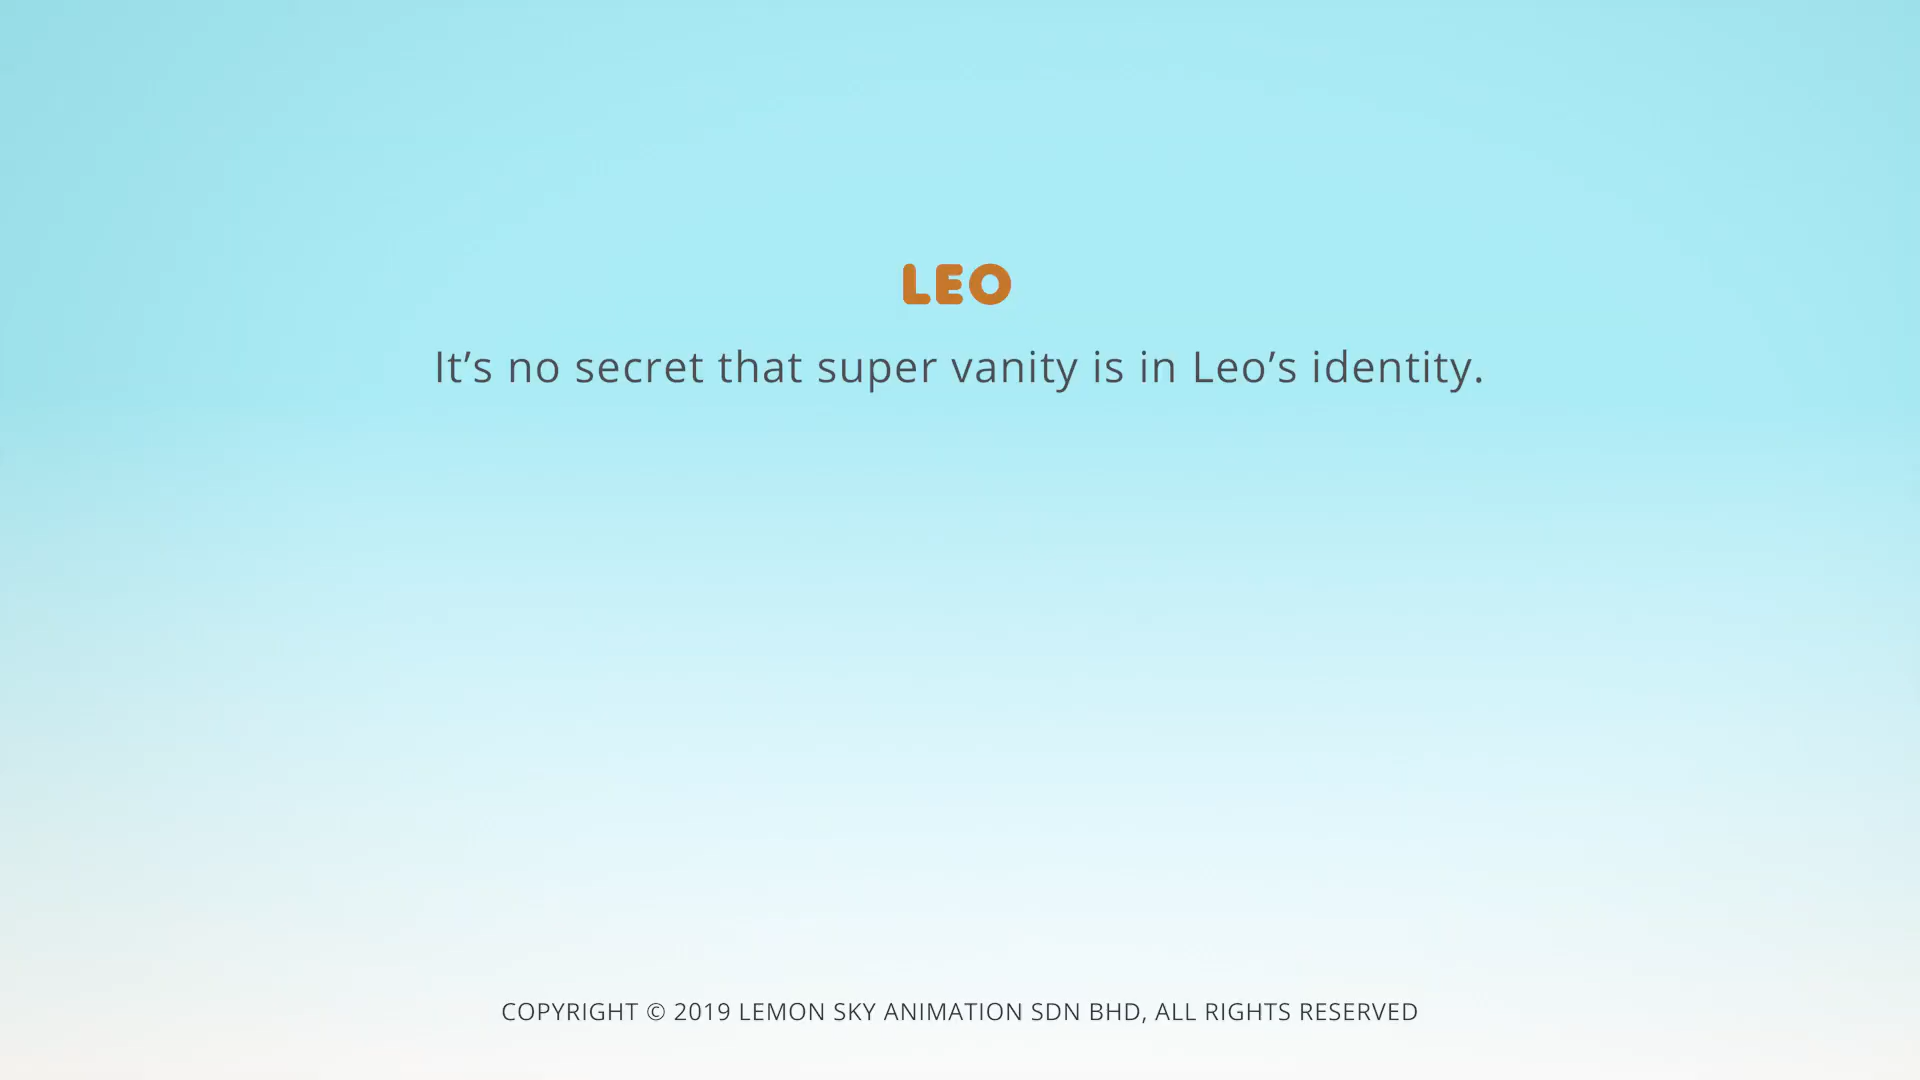 LEO
It’s no secret that super vanity is in Leo’s identity.
COPYRIGHT © 2019 LEMON SKY ANIMATION SDN BHD, ALL RIGHTS RESERVED